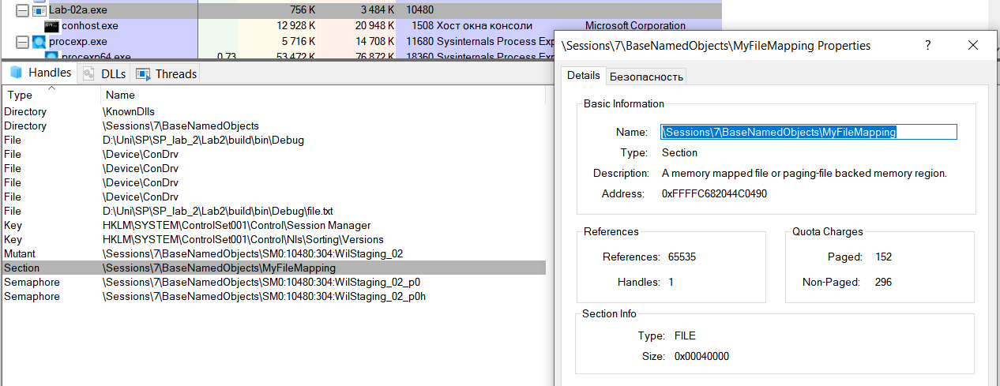 Lab-02a.exe 756 K 3 484 K 10480
conhost.exe 12 928 K 20 948 K 1508 Хост окна консоли Microsoft Corporation
procexp.exe 5 716 K 14 708 K 11680 Sysinternals Process Exp
procexp64.exe 0.73 53 472 K 76 872 K 18360 Sysinternals Process Exp
Handles DLLs Threads
Type Name
Directory \KnownDlls
Directory \Sessions\7\BaseNamedObjects
File D:\Uni\SP\SP_lab_2\Lab2\build\bin\Debug
File \Device\ConDrv
File \Device\ConDrv
File \Device\ConDrv
File \Device\ConDrv
File D:\Uni\SP\SP_lab_2\Lab2\build\bin\Debug\file.txt
Key HKLM\SYSTEM\ControlSet001\Control\Session Manager
Key HKLM\SYSTEM\ControlSet001\Control\Nls\Sorting\Versions
Mutant \Sessions\7\BaseNamedObjects\SM0:10480:304:WilStaging_02
Section \Sessions\7\BaseNamedObjects\MyFileMapping
Semaphore \Sessions\7\BaseNamedObjects\SM0:10480:304:WilStaging_02_p0
Semaphore \Sessions\7\BaseNamedObjects\SM0:10480:304:WilStaging_02_p0h
\Sessions\7\BaseNamedObjects\MyFileMapping Properties
Details Безопасность
Basic Information
Name: \Sessions\7\BaseNamedObjects\MyFileMapping
Type: Section
Description: A memory mapped file or paging-file backed memory region.
Address: 0xFFFFC682044C0490
References
References: 65535
Handles: 1
Quota Charges
Paged: 152
Non-Paged: 296
Section Info
Type: FILE
Size: 0x00040000